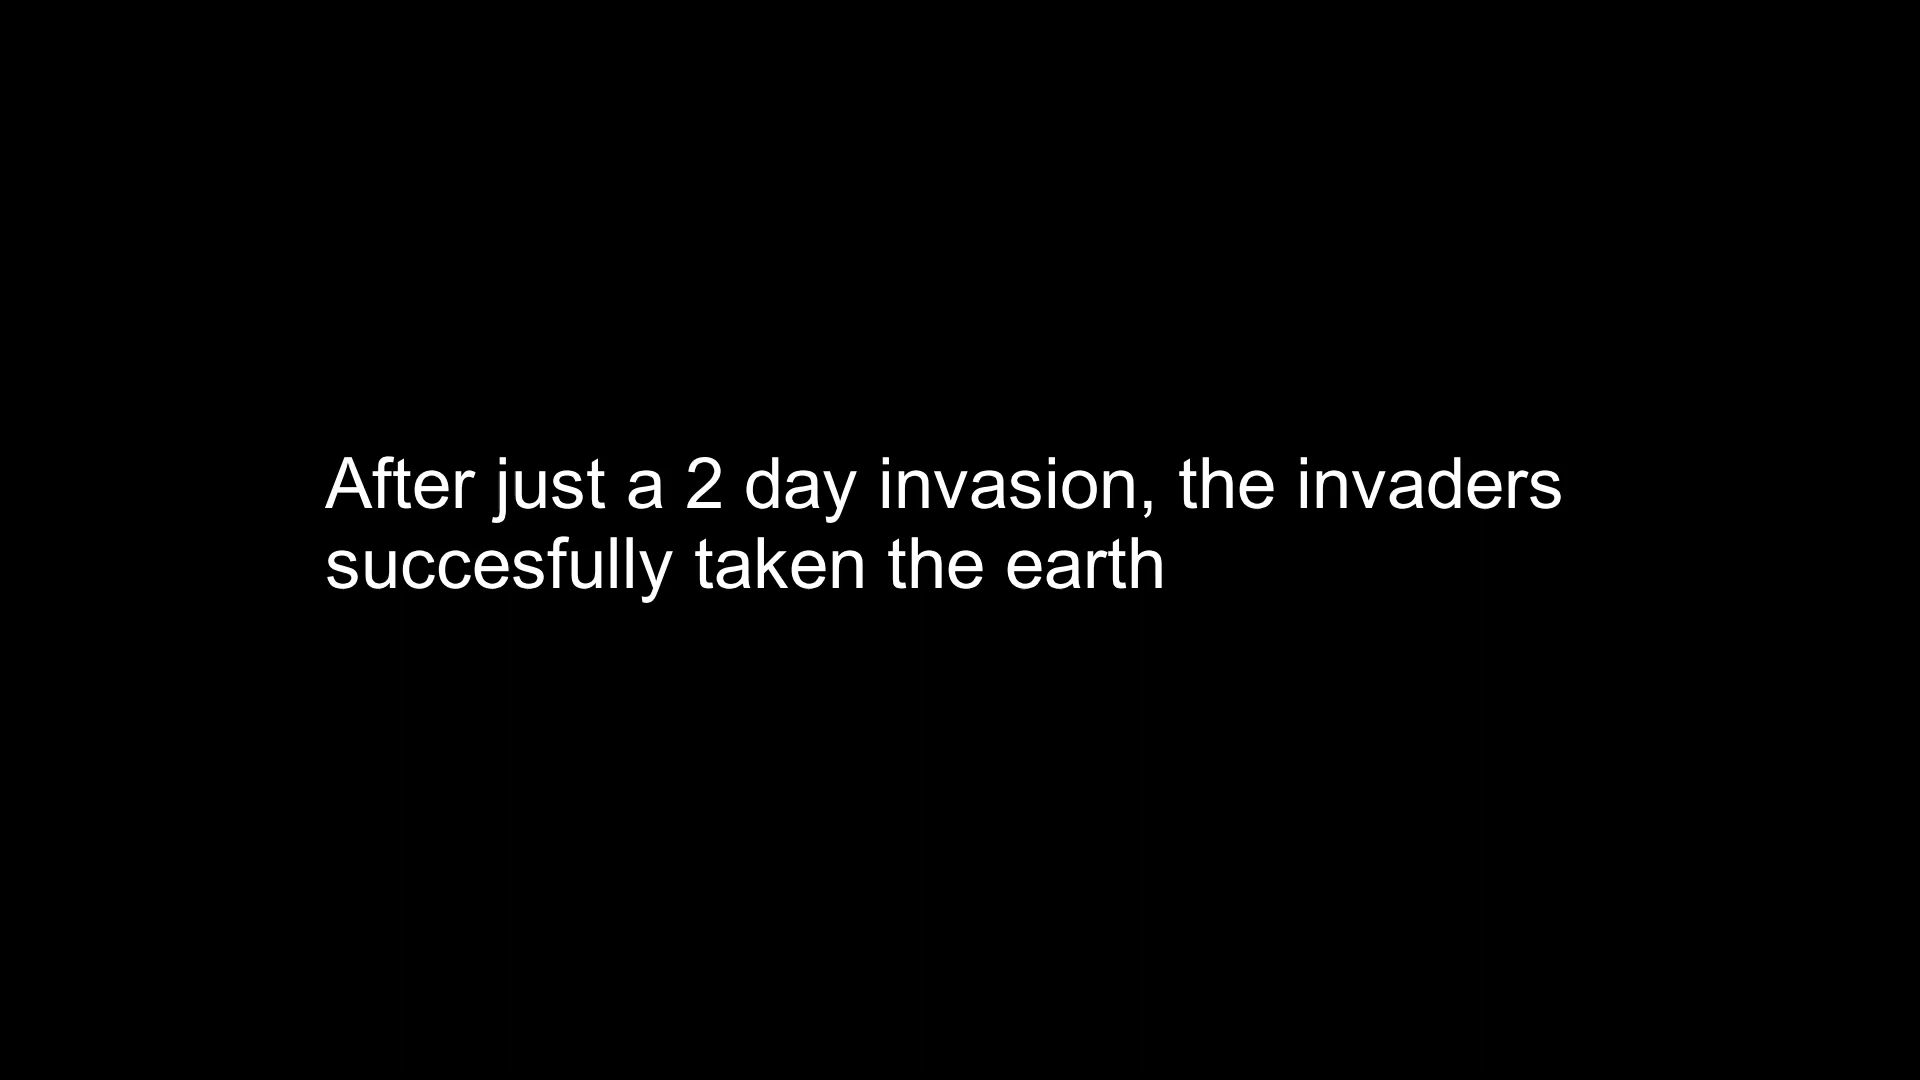 After just a 2 day invasion, the invaders
succesfully taken the earth